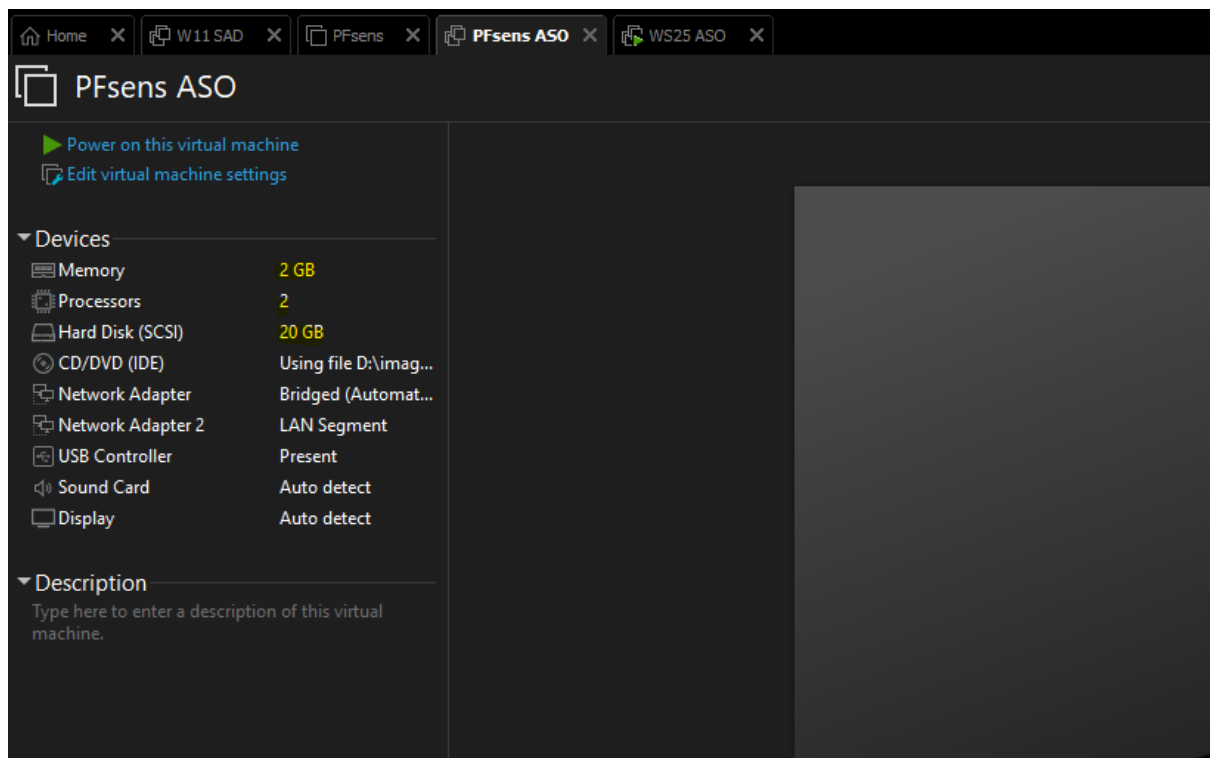 Home W11 SAD PFsens PFsens ASO WS25 ASO
PFsens ASO
Power on this virtual machine
Edit virtual machine settings
Devices
Memory 2 GB
Processors 2
Hard Disk (SCSI) 20 GB
CD/DVD (IDE) Using file D:\imag...
Network Adapter Bridged (Automat...
Network Adapter 2 LAN Segment
USB Controller Present
Sound Card Auto detect
Display Auto detect
Description
Type here to enter a description of this virtual
machine.